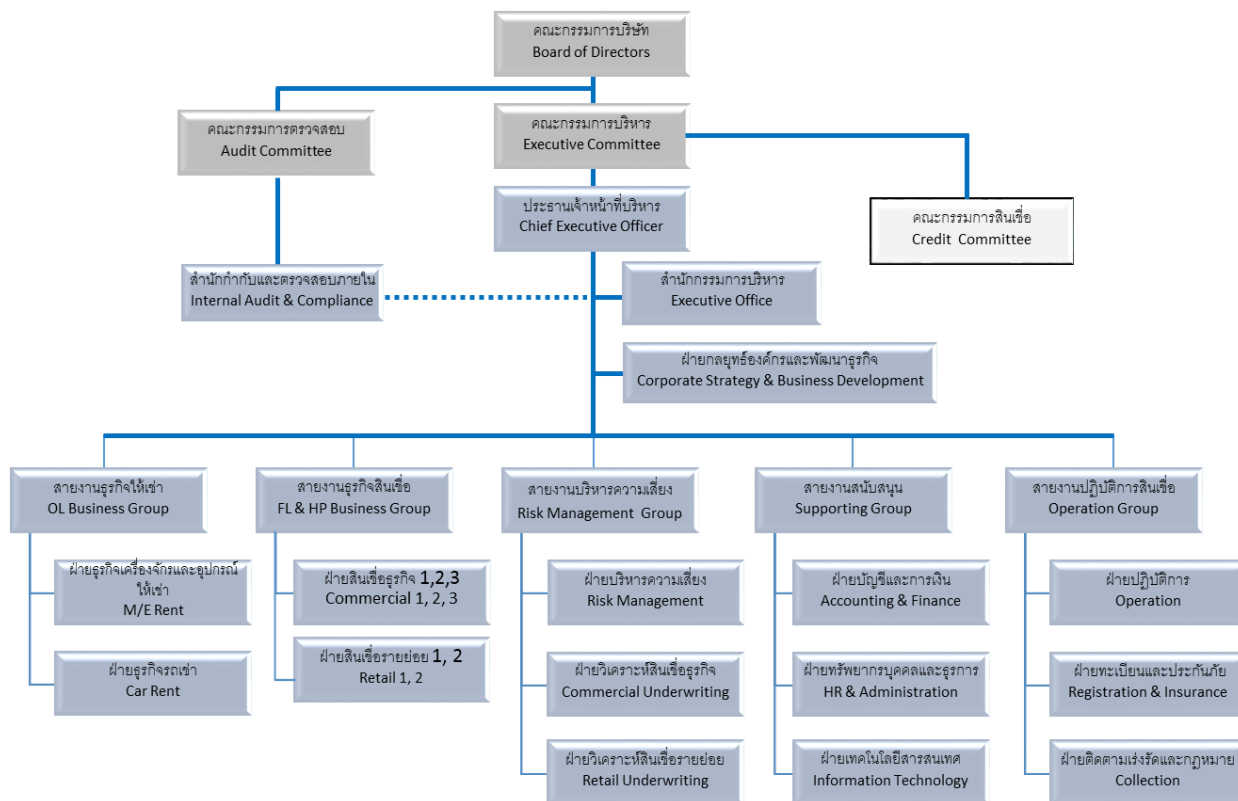 คณะกรรมการบริษัท
Board of Directors
คณะกรรมการตรวจสอบ
Audit Committee
คณะกรรมการบริหาร
Executive Committee
ประธานเจ้าหน้าที่บริหาร
Chief Executive Officer
คณะกรรมการสินเชื่อ
Credit Committee
สำนักกำกับและตรวจสอบภายใน
Internal Audit & Compliance
สำนักกรรมการบริหาร
Executive Office
ฝ่ายกลยุทธ์องค์กรและพัฒนาธุรกิจ
Corporate Strategy & Business Development
สายงานธุรกิจให้เช่า
OL Business Group
ฝ่ายธุรกิจเครื่องจักรและอุปกรณ์
ให้เช่า
M/E Rent
ฝ่ายธุรกิจรถเช่า
Car Rent
สายงานธุรกิจสินเชื่อ
FL & HP Business Group
ฝ่ายสินเชื่อธุรกิจ 1,2,3
Commercial 1, 2, 3
ฝ่ายสินเชื่อรายย่อย 1, 2
Retail 1, 2
สายงานบริหารความเสี่ยง
Risk Management Group
ฝ่ายบริหารความเสี่ยง
Risk Management
ฝ่ายวิเคราะห์สินเชื่อธุรกิจ
Commercial Underwriting
ฝ่ายวิเคราะห์สินเชื่อรายย่อย
Retail Underwriting
สายงานสนับสนุน
Supporting Group
ฝ่ายบัญชีและการเงิน
Accounting & Finance
ฝ่ายทรัพยากรบุคคลและธุรการ
HR & Administration
ฝ่ายเทคโนโลยีสารสนเทศ
Information Technology
สายงานปฏิบัติการสินเชื่อ
Operation Group
ฝ่ายปฏิบัติการ
Operation
ฝ่ายทะเบียนและประกันภัย
Registration & Insurance
ฝ่ายติดตามเร่งรัดและกฎหมาย
Collection